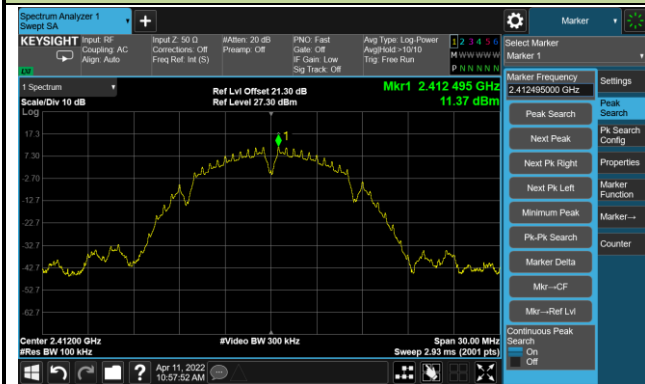 Spectrum Analyzer 1
Swept SA
+
Marker
KEYSIGHT
Input: RF
Coupling: AC
Align: Auto
Input Z: 50 Ω
Corrections: Off
Freq Ref: Int (S)
#Atten: 20 dB
Preamp: Off
PNO: Fast
Gate: Off
IF Gain: Low
Sig Track: Off
Avg Type: Log-Power
Avg|Hold:>10/10
Trig: Free Run
1 2 3 4 5 6
M W W W W W
P N N N N N
LXI
1 Spectrum
Scale/Div 10 dB
Log
Ref Lvl Offset 21.30 dB
Ref Level 27.30 dBm
Mkr1 2.412 495 GHz
11.37 dBm
17.3
7.30
-2.70
-12.7
-22.7
-32.7
-42.7
-52.7
-62.7
1
Center 2.41200 GHz
#Res BW 100 kHz
#Video BW 300 kHz
Span 30.00 MHz
Sweep 2.93 ms (2001 pts)
Select Marker
Marker 1
Marker Frequency
2.412495000 GHz
Peak Search
Next Peak
Next Pk Right
Next Pk Left
Minimum Peak
Pk-Pk Search
Marker Delta
Mkr→CF
Mkr→Ref Lvl
Continuous Peak
Search
On
Off
Settings
Peak
Search
Pk Search
Config
Properties
Marker
Function
Marker→
Counter
?
Apr 11, 2022
10:57:52 AM